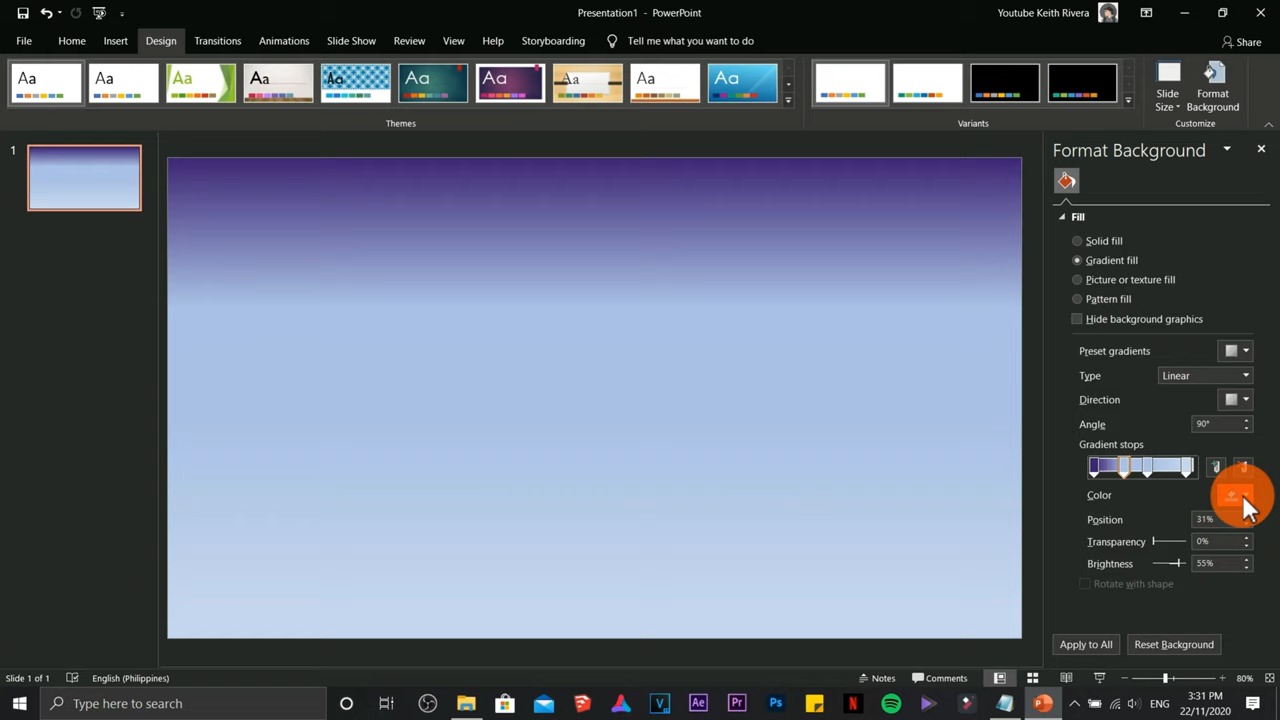 Presentation1 - PowerPoint
Youtube Keith Rivera
File Home Insert Design Transitions Animations Slide Show Review View Help Storyboarding Tell me what you want to do
Share
Aa Aa Aa Aa Aa Aa Aa Aa Aa Aa
Slide Size
Format Background
Themes
Variants
Customize
1
Format Background
Fill
Solid fill
Gradient fill
Picture or texture fill
Pattern fill
Hide background graphics
Preset gradients
Type Linear
Direction
Angle 90°
Gradient stops
Color
Position 31%
Transparency 0%
Brightness 55%
Rotate with shape
Apply to All Reset Background
Slide 1 of 1 English (Philippines) Notes Comments 80%
Type here to search
Ae Pr Ps N
ENG
3:31 PM
22/11/2020